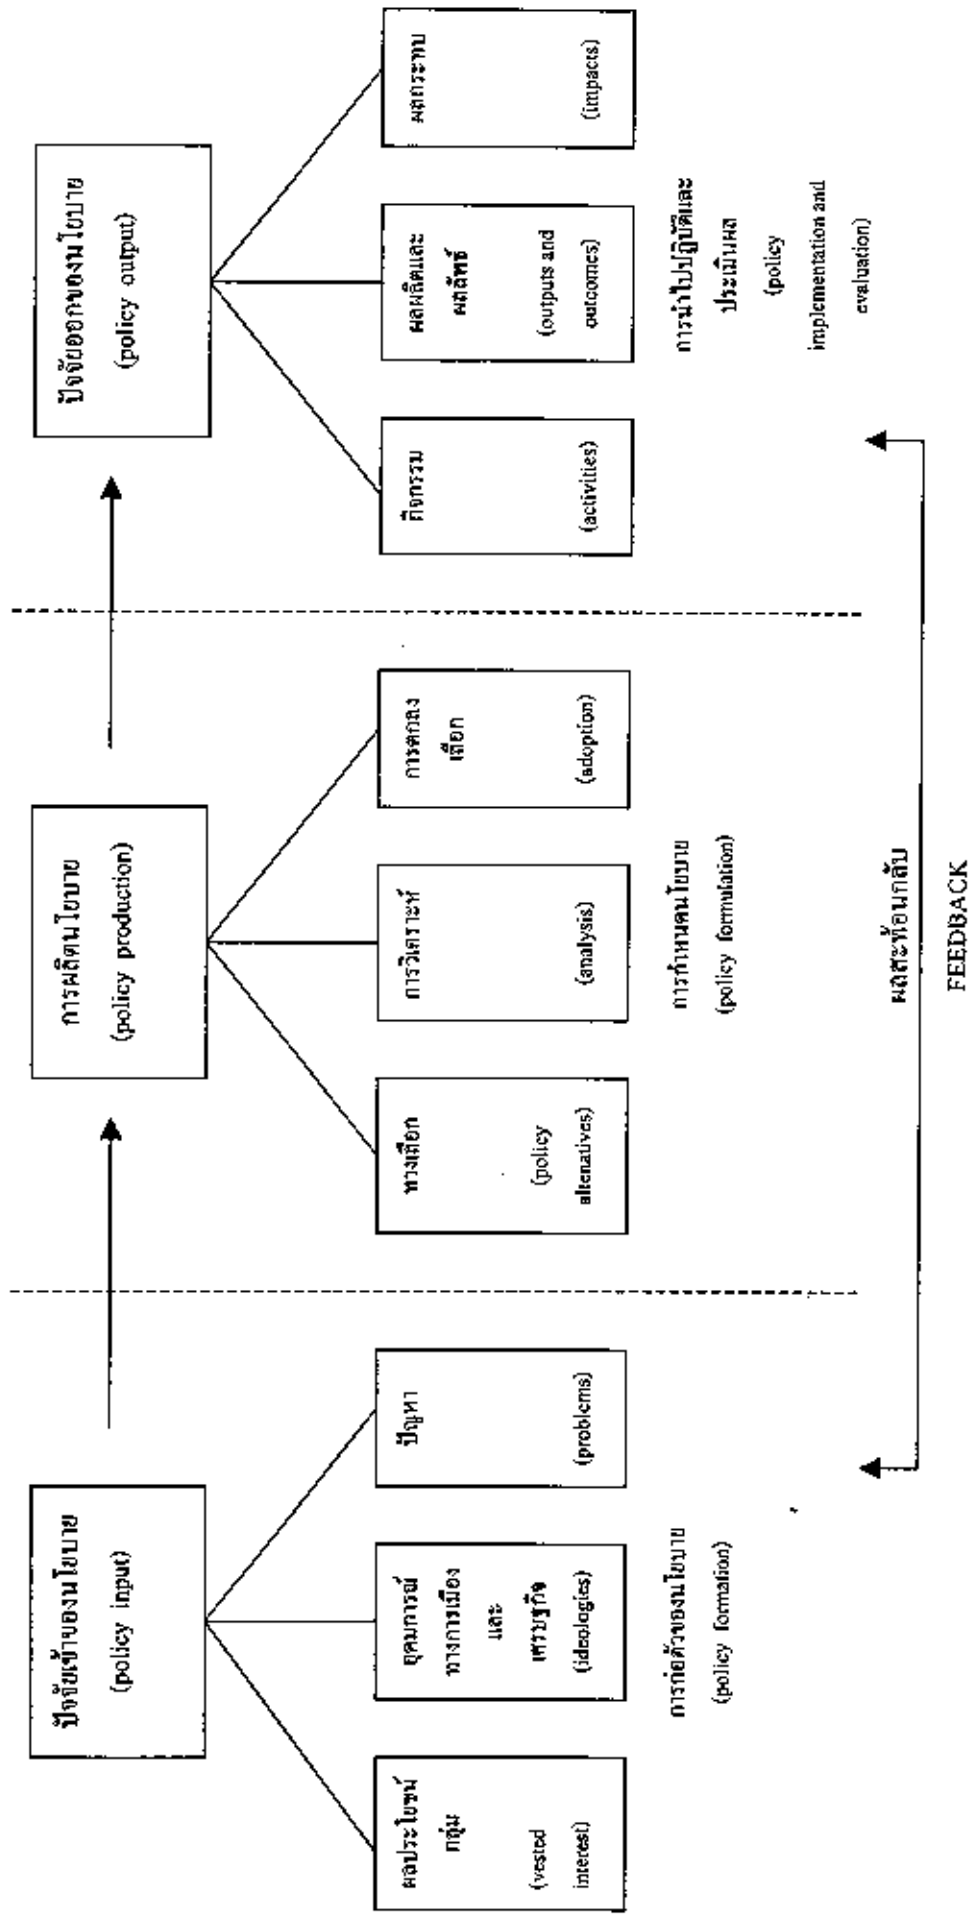 ปัจจัยเข้าของนโยบาย
(policy input)
ผลประโยชน์
กลุ่ม
(vested
interest)
อุดมการณ์
ทางการเมือง
และ
เศรษฐกิจ
(ideologies)
ปัญหา
(problems)
การก่อตัวของนโยบาย
(policy formation)
การผลิตนโยบาย
(policy production)
ทางเลือก
(policy
altenatives)
การวิเคราะห์
(analysis)
การตกลง
เลือก
(adoption)
การกำหนดนโยบาย
(policy formulation)
ปัจจัยออกของนโยบาย
(policy output)
กิจกรรม
(activities)
ผลผลิตและ
ผลลัพธ์
(outputs and
outcomes)
ผลกระทบ
(impacts)
การนำไปปฏิบัติและ
ประเมินผล
(policy
implementation and
evaluation)
ผลสะท้อนกลับ
FEEDBACK